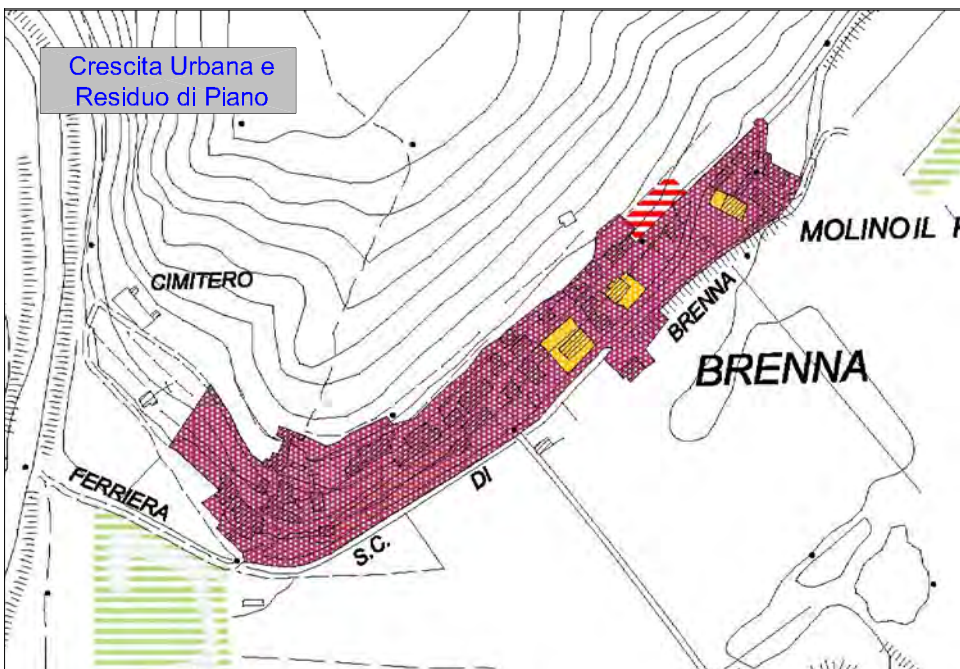 Crescita Urbana e
Residuo di Piano
CIMITERO
MOLINO IL
BRENNA
BRENNA
FERRIERA
S.C. DI